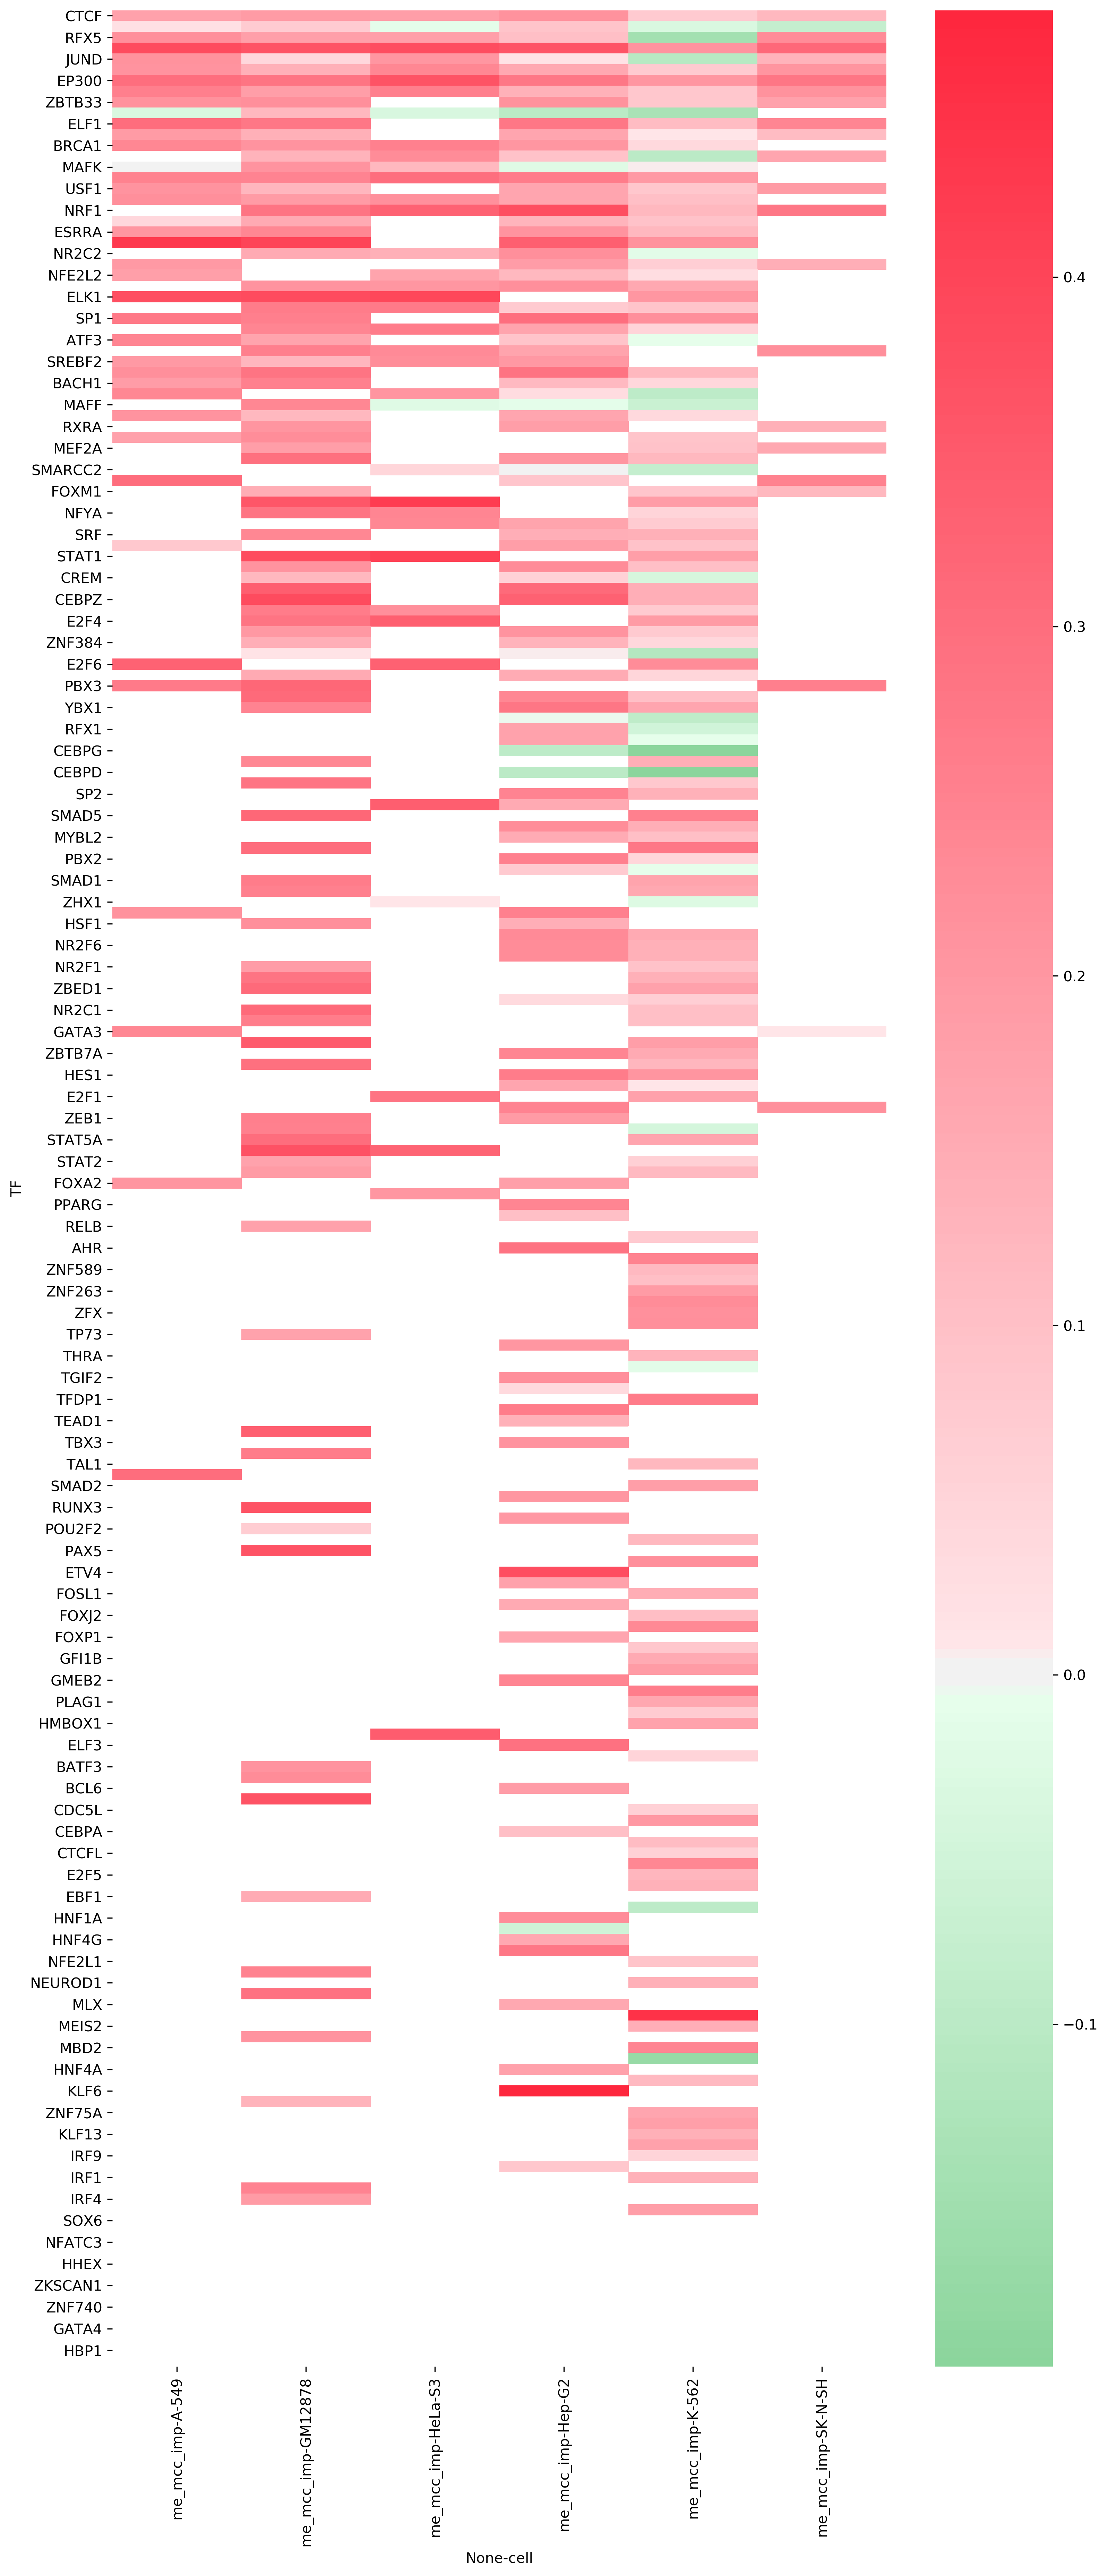 CTCF
RFX5
JUND
EP300
ZBTB33
ELF1
BRCA1
MAFK
USF1
NRF1
ESRRA
NR2C2
NFE2L2
ELK1
SP1
ATF3
SREBF2
BACH1
MAFF
RXRA
MEF2A
SMARCC2
FOXM1
NFYA
SRF
STAT1
CREM
CEBPZ
E2F4
ZNF384
E2F6
PBX3
YBX1
RFX1
CEBPG
CEBPD
SP2
SMAD5
MYBL2
PBX2
SMAD1
ZHX1
HSF1
NR2F6
NR2F1
ZBED1
NR2C1
GATA3
ZBTB7A
HES1
E2F1
ZEB1
STAT5A
STAT2
FOXA2
PPARG
RELB
AHR
ZNF589
ZNF263
ZFX
TP73
THRA
TGIF2
TFDP1
TEAD1
TBX3
TAL1
SMAD2
RUNX3
POU2F2
PAX5
ETV4
FOSL1
FOXJ2
FOXP1
GFI1B
GMEB2
PLAG1
HMBOX1
ELF3
BATF3
BCL6
CDC5L
CEBPA
CTCFL
E2F5
EBF1
HNF1A
HNF4G
NFE2L1
NEUROD1
MLX
MEIS2
MBD2
HNF4A
KLF6
ZNF75A
KLF13
IRF9
IRF1
IRF4
SOX6
NFATC3
HHEX
ZKSCAN1
ZNF740
GATA4
HBP1
TF
me_mcc_imp-A-549
me_mcc_imp-GM12878
me_mcc_imp-HeLa-S3
me_mcc_imp-Hep-G2
me_mcc_imp-K-562
me_mcc_imp-SK-N-SH
None-cell
0.4
0.3
0.2
0.1
0.0
−0.1